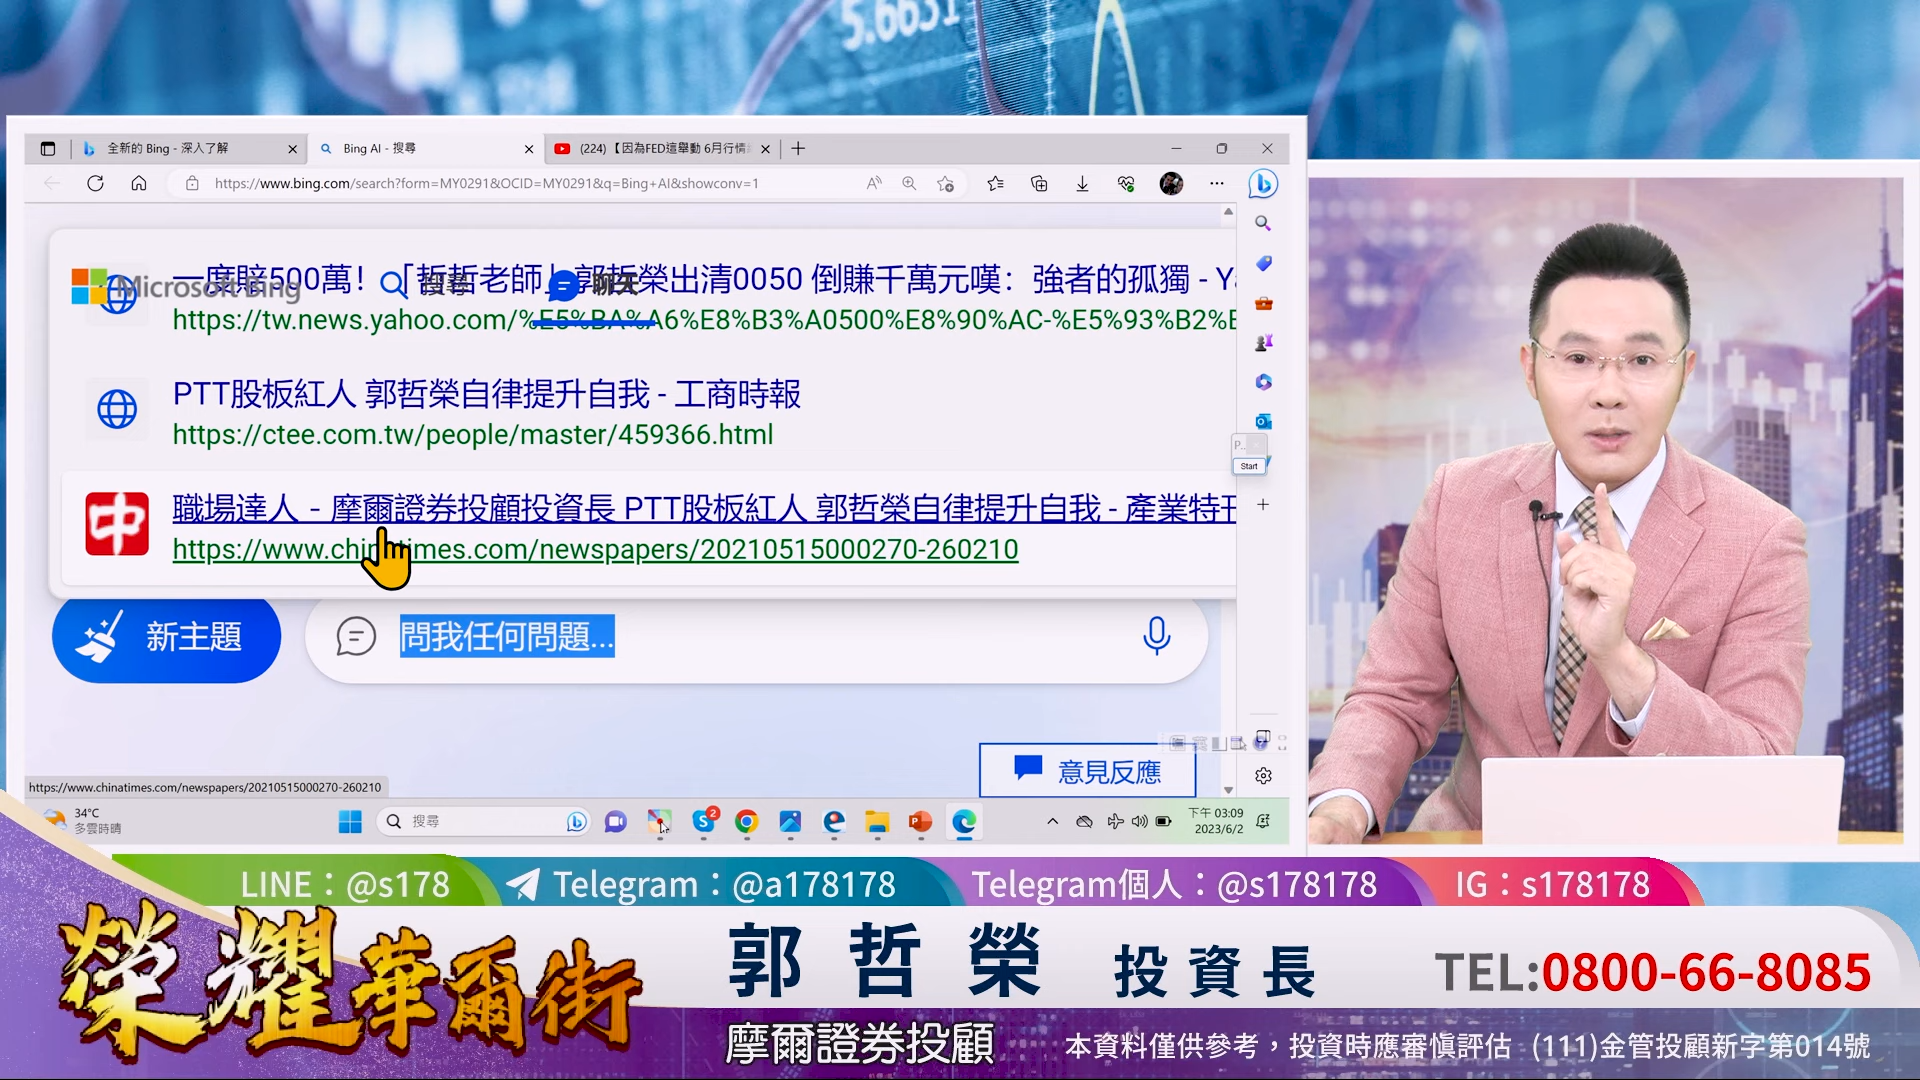 5.6631
全新的 Bing - 深入了解
Bing AI - 搜尋
(224)【因為FED這舉動 6月行情
https://www.bing.com/search?form=MY0291&OCID=MY0291&q=Bing+AI&showconv=1
Microsoft Bing
搜尋
聊天
一度賠500萬！「哲哲老師」郭哲榮出清0050 倒賺千萬元嘆：強者的孤獨 - Y
https://tw.news.yahoo.com/%E5%BA%A6%E8%B3%A0500%E8%90%AC-%E5%93%B2%E
PTT股板紅人 郭哲榮自律提升自我 - 工商時報
https://ctee.com.tw/people/master/459366.html
中
職場達人 - 摩爾證券投顧投資長 PTT股板紅人 郭哲榮自律提升自我 - 產業特刊
https://www.chinatimes.com/newspapers/20210515000270-260210
P..
Start
新主題
問我任何問題...
意見反應
https://www.chinatimes.com/newspapers/20210515000270-260210
34°C
多雲時晴
搜尋
2
下午 03:09
2023/6/2
LINE：@s178
Telegram：@a178178
Telegram個人：@s178178
IG：s178178
榮耀華爾街
郭哲榮 投資長
TEL:0800-66-8085
摩爾證券投顧
本資料僅供參考，投資時應審慎評估 (111)金管投顧新字第014號